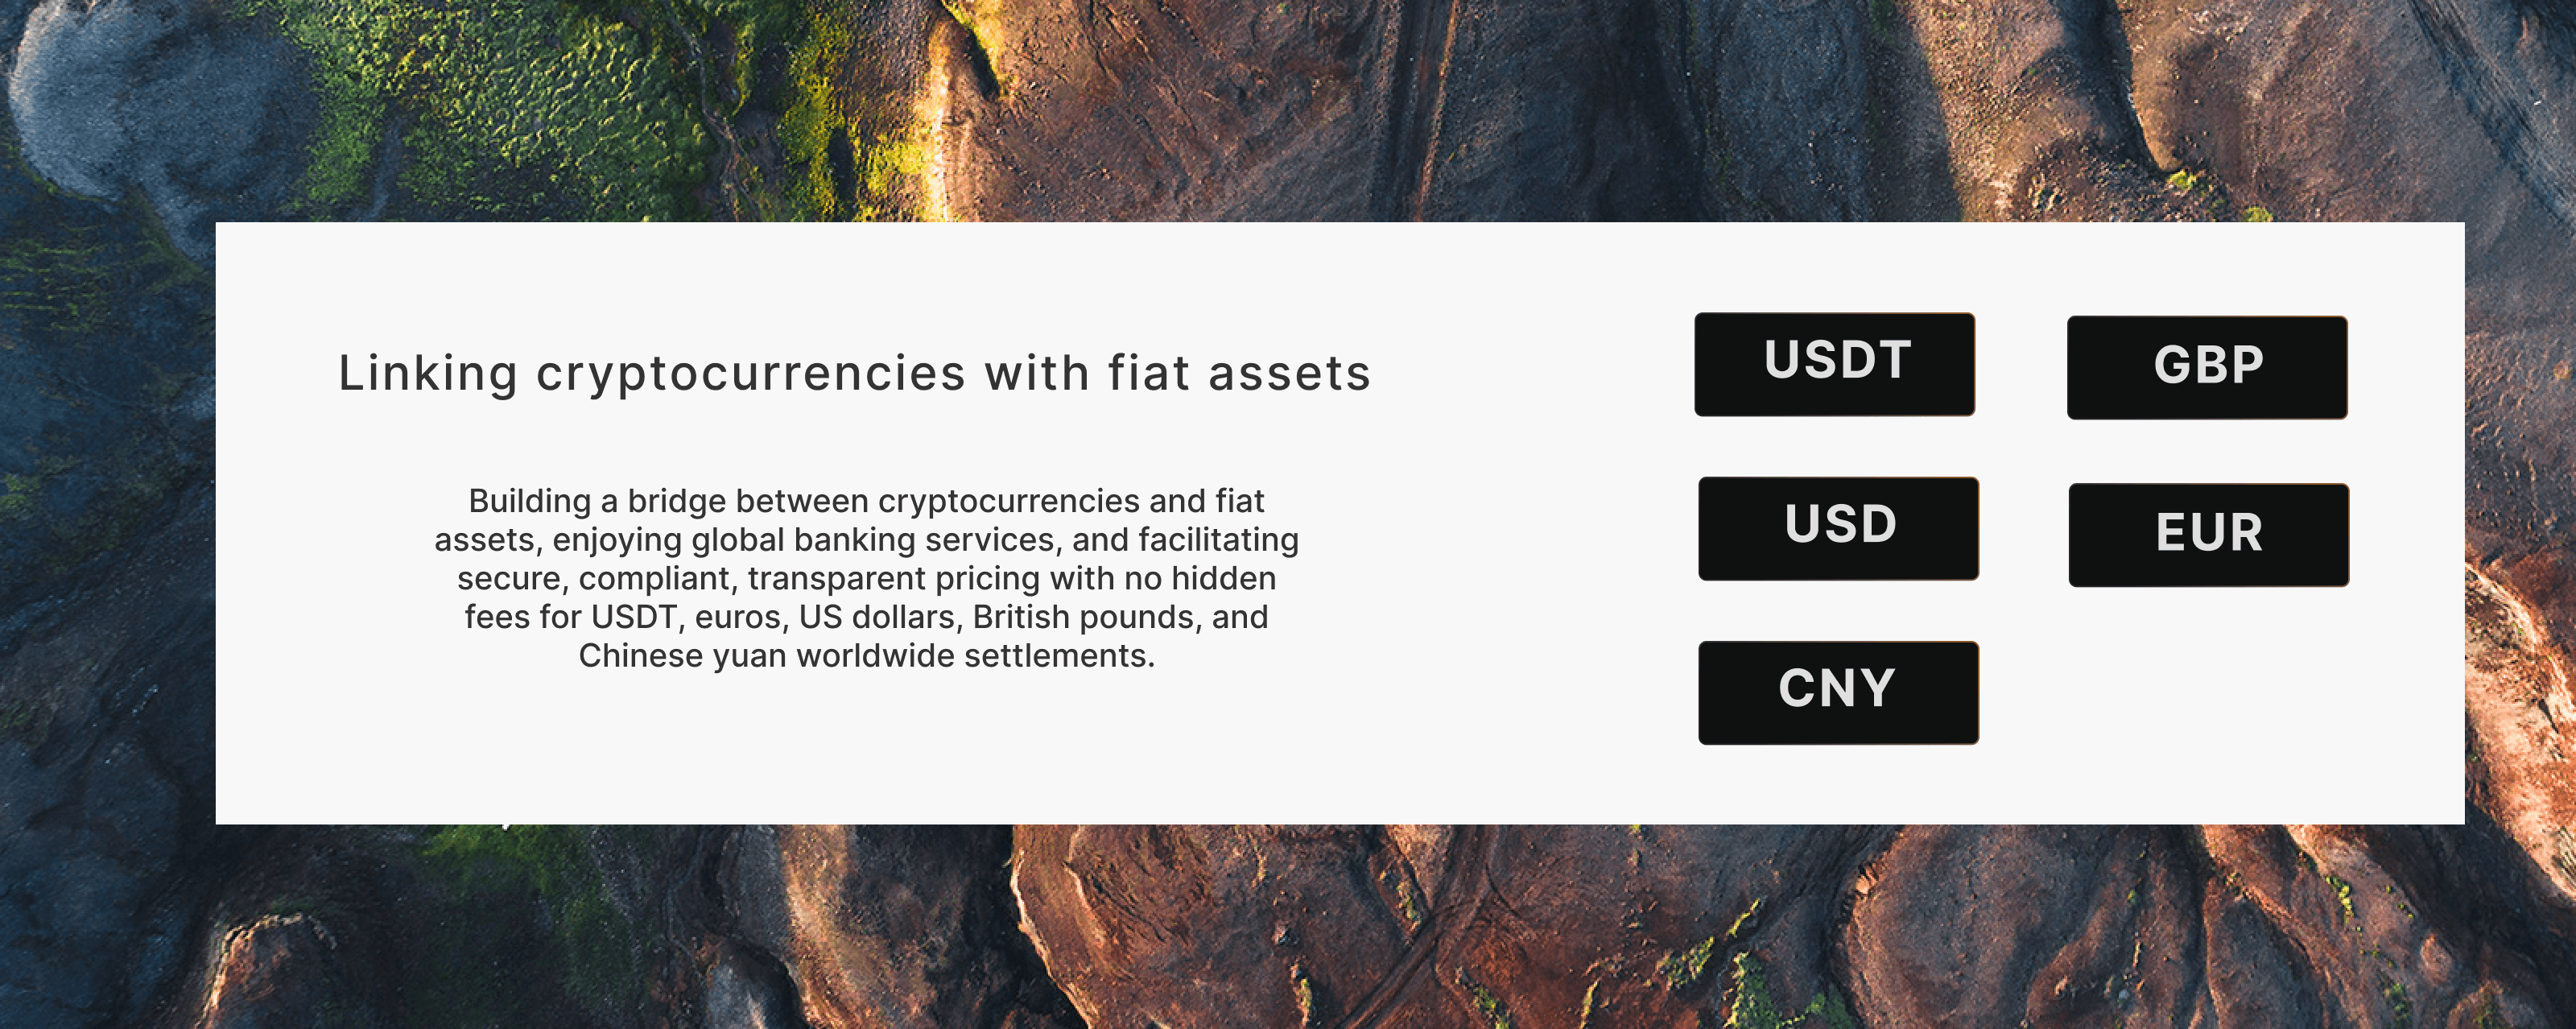 Linking cryptocurrencies with fiat assets
Building a bridge between cryptocurrencies and fiat
assets, enjoying global banking services, and facilitating
secure, compliant, transparent pricing with no hidden
fees for USDT, euros, US dollars, British pounds, and
Chinese yuan worldwide settlements.
USDT
GBP
USD
EUR
CNY